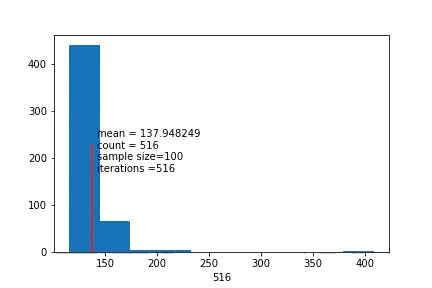 400
300
200
100
0
mean = 137.948249
count = 516
sample size=100
iterations =516
150 200 250 300 350 400
516